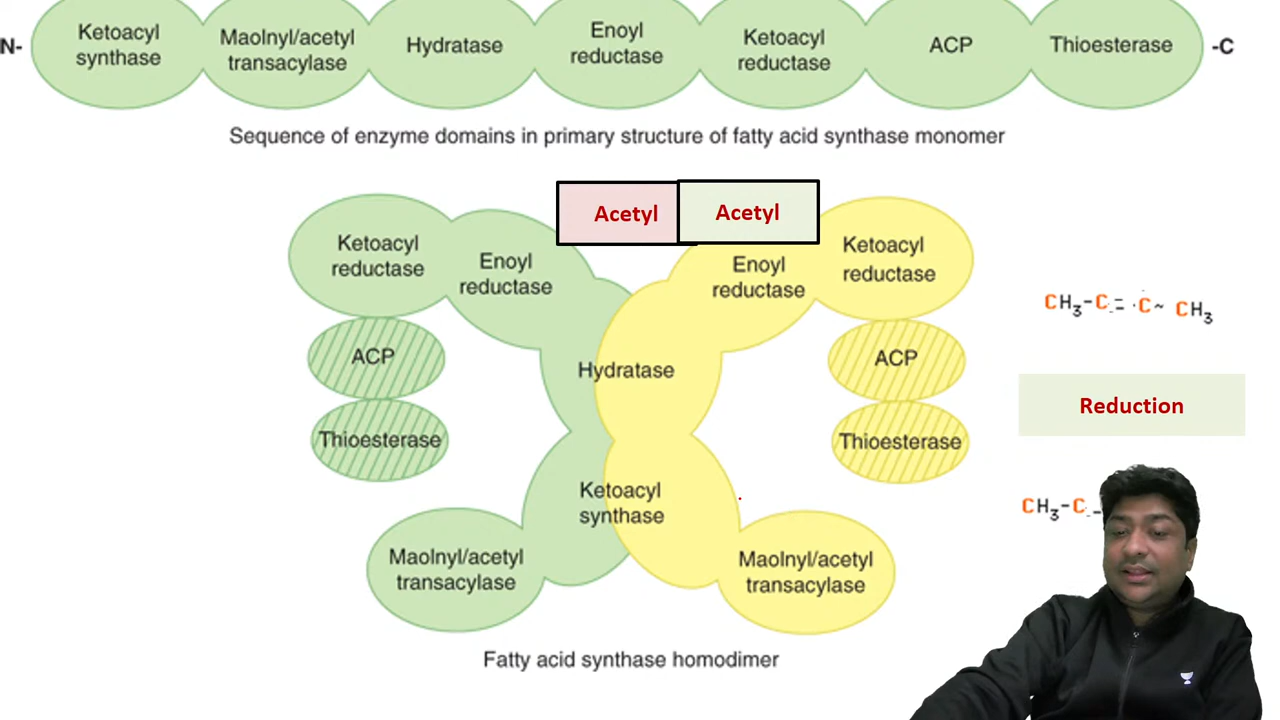 N-
Ketoacyl
synthase
Maolnyl/acetyl
transacylase
Hydratase
Enoyl
reductase
Ketoacyl
reductase
ACP
Thioesterase
-C
Sequence of enzyme domains in primary structure of fatty acid synthase monomer
Acetyl
Acetyl
Ketoacyl
reductase
Enoyl
reductase
Enoyl
reductase
Ketoacyl
reductase
ACP
Thioesterase
Hydratase
ACP
Thioesterase
Ketoacyl
synthase
Maolnyl/acetyl
transacylase
Maolnyl/acetyl
transacylase
Fatty acid synthase homodimer
CH3-C = C ~ CH3
Reduction
CH3-C